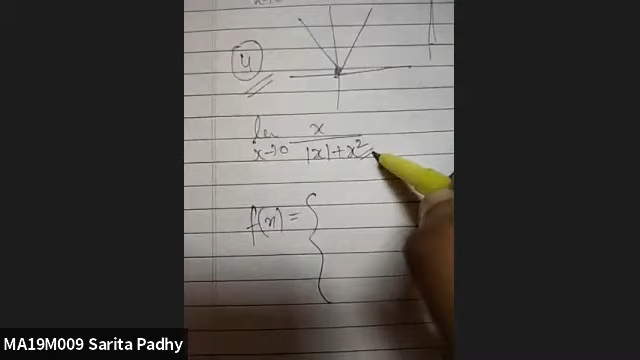 4
lim x→0 x / |x|+x²
f(x) = {
MA19M009 Sarita Padhy